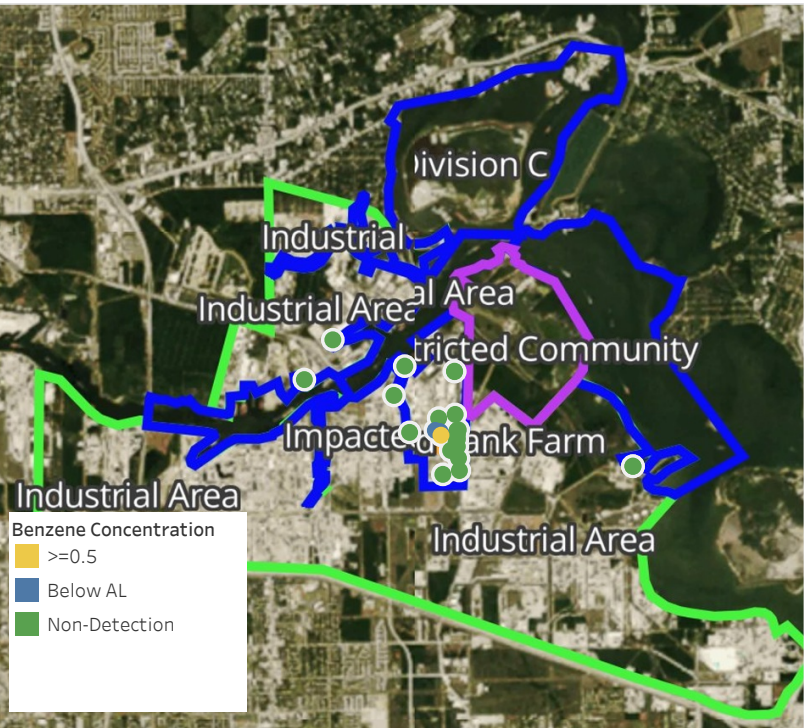 Division C
Industrial
al Area
Industrial Area
tricted Community
Impacted
ank Farm
Industrial Area
Industrial Area
Benzene Concentration
>=0.5
Below AL
Non-Detection